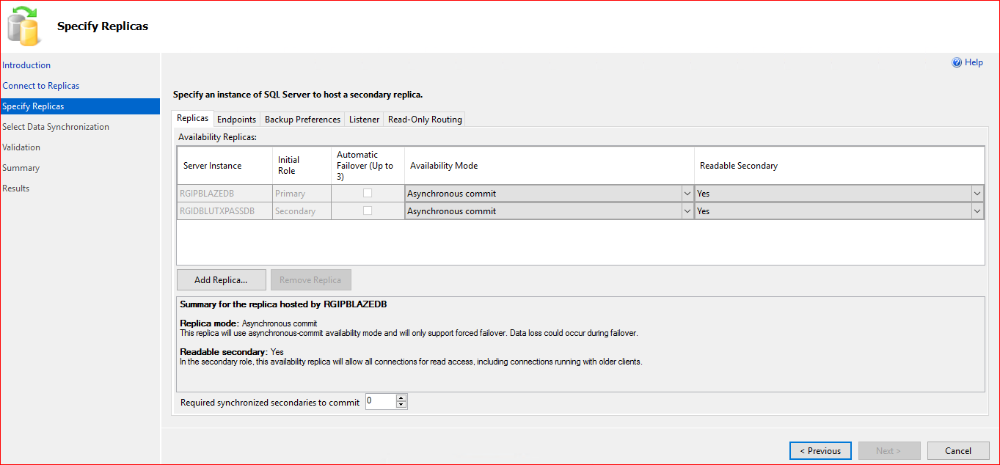 Specify Replicas
Introduction
Connect to Replicas
Specify Replicas
Select Data Synchronization
Validation
Summary
Results
Help
Specify an instance of SQL Server to host a secondary replica.
Replicas Endpoints Backup Preferences Listener Read-Only Routing
Availability Replicas:
Server Instance Initial Role Automatic Failover (Up to 3) Availability Mode Readable Secondary
RGIPBLAZEDB Primary Asynchronous commit Yes
RGIDBLUTXPASSDB Secondary Asynchronous commit Yes
Add Replica... Remove Replica
Summary for the replica hosted by RGIPBLAZEDB
Replica mode: Asynchronous commit
This replica will use asynchronous-commit availability mode and will only support forced failover. Data loss could occur during failover.
Readable secondary: Yes
In the secondary role, this availability replica will allow all connections for read access, including connections running with older clients.
Required synchronized secondaries to commit 0
< Previous Next > Cancel